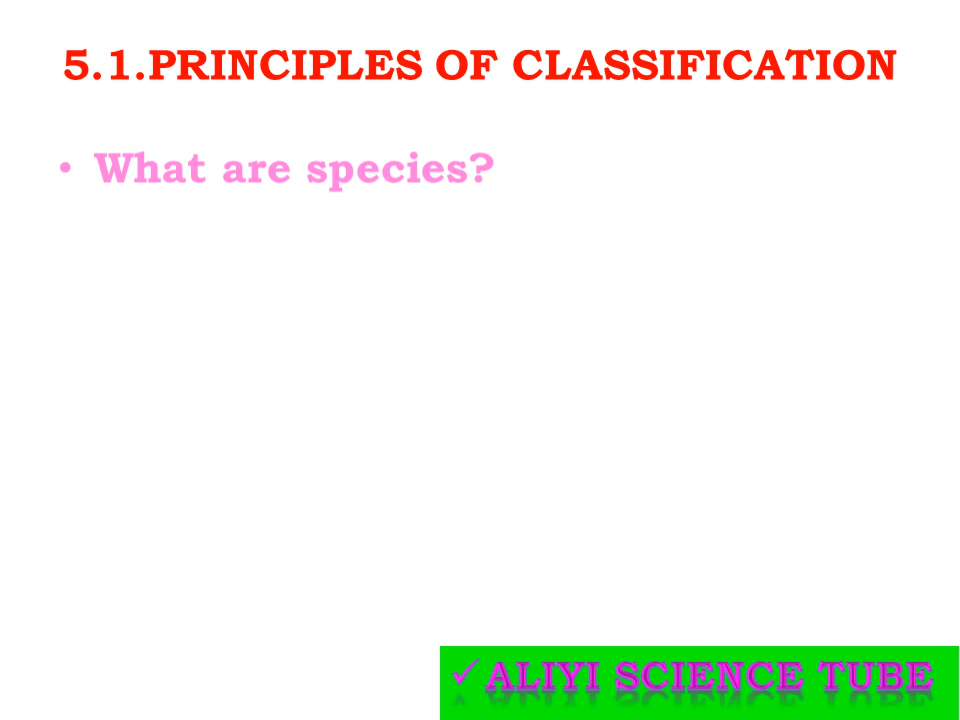 5.1.PRINCIPLES OF CLASSIFICATION
• What are species?
✓ ALIYI SCIENCE TUBE